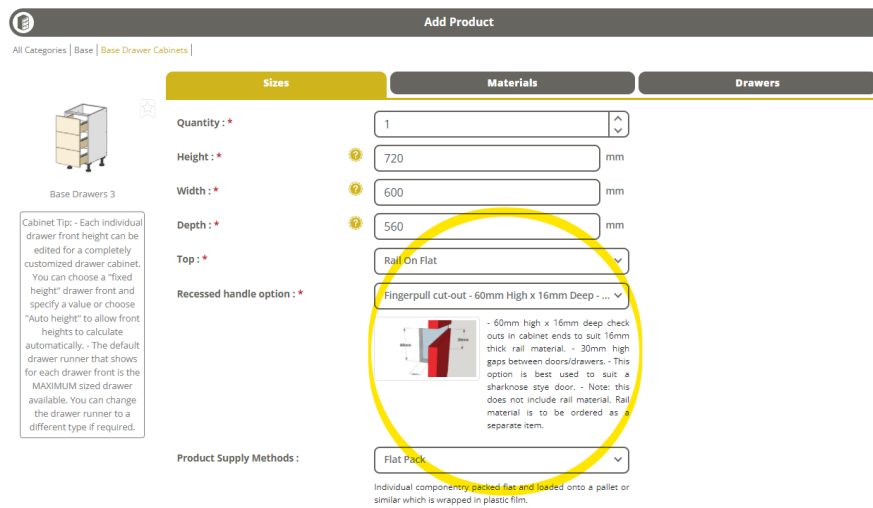 Add Product
All Categories | Base | Base Drawer Cabinets |
Sizes
Materials
Drawers
Quantity : *
1
Height : *
720
mm
Width : *
600
mm
Depth : *
560
mm
Top : *
Rail On Flat
Recessed handle option : *
Fingerpull cut-out - 60mm High x 16mm Deep - ...
- 60mm high x 16mm deep check
outs in cabinet ends to suit 16mm
thick rail material. - 30mm high
gaps between doors/drawers. - This
option is best used to suit a
sharknose stye door. - Note: this
does not include rail material. Rail
material is to be ordered as a
separate item.
Product Supply Methods :
Flat Pack
Individual componentry packed flat and loaded onto a pallet or
similar which is wrapped in plastic film.
Base Drawers 3
Cabinet Tip: - Each individual
drawer front height can be
edited for a completely
customized drawer cabinet.
You can choose a "fixed
height" drawer front and
specify a value or choose
"Auto height" to allow front
heights to calculate
automatically. - The default
drawer runner that shows
for each drawer front is the
MAXIMUM sized drawer
available. You can change
the drawer runner to a
different type if required.